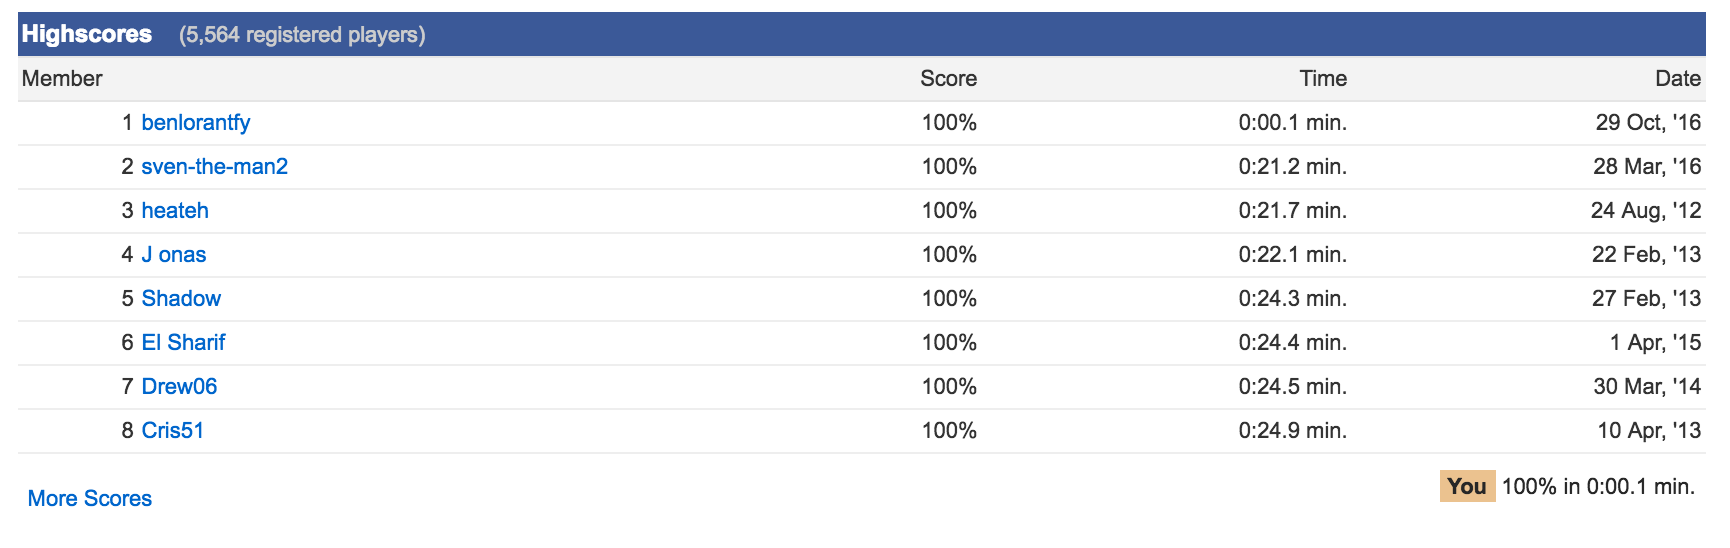 Highscores (5,564 registered players)
Member Score Time Date
1 benlorantfy 100% 0:00.1 min. 29 Oct, '16
2 sven-the-man2 100% 0:21.2 min. 28 Mar, '16
3 heateh 100% 0:21.7 min. 24 Aug, '12
4 J onas 100% 0:22.1 min. 22 Feb, '13
5 Shadow 100% 0:24.3 min. 27 Feb, '13
6 El Sharif 100% 0:24.4 min. 1 Apr, '15
7 Drew06 100% 0:24.5 min. 30 Mar, '14
8 Cris51 100% 0:24.9 min. 10 Apr, '13
You 100% in 0:00.1 min.
More Scores